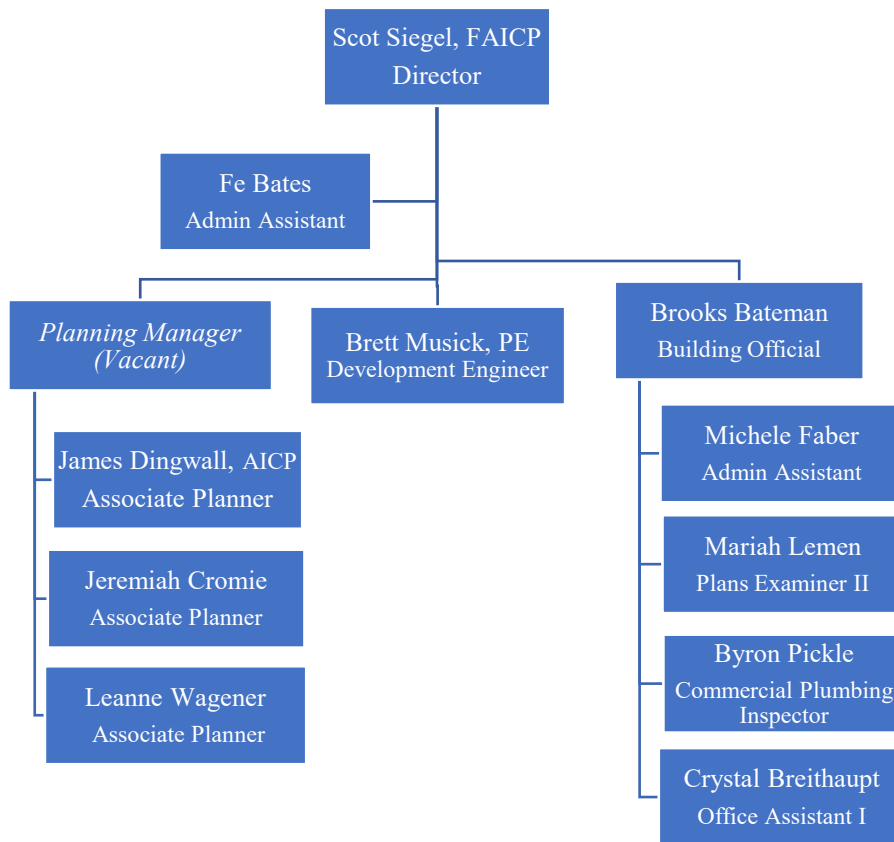 Scot Siegel, FAICP
Director
Fe Bates
Admin Assistant
Planning Manager
(Vacant)
James Dingwall, AICP
Associate Planner
Jeremiah Cromie
Associate Planner
Leanne Wagener
Associate Planner
Brett Musick, PE
Development Engineer
Brooks Bateman
Building Official
Michele Faber
Admin Assistant
Mariah Lemen
Plans Examiner II
Byron Pickle
Commercial Plumbing
Inspector
Crystal Breithaupt
Office Assistant I